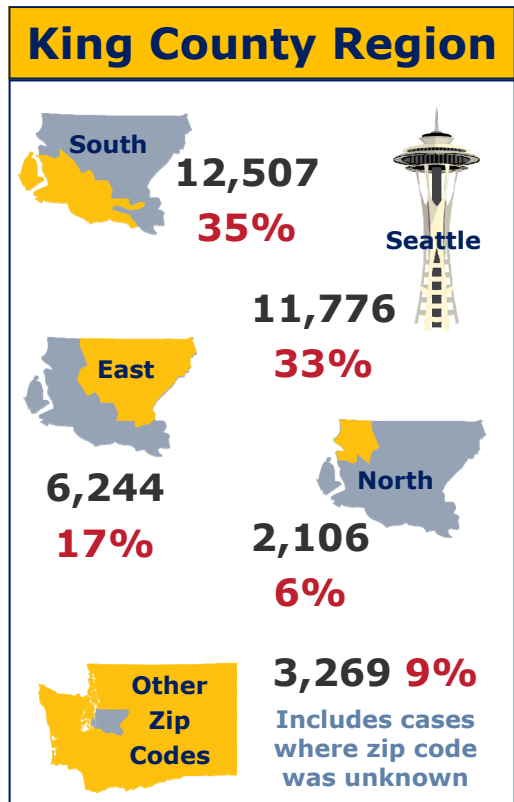 King County Region
South
12,507
35%
Seattle
11,776
33%
East
6,244
17%
North
2,106
6%
Other
Zip
Codes
3,269 9%
Includes cases
where zip code
was unknown